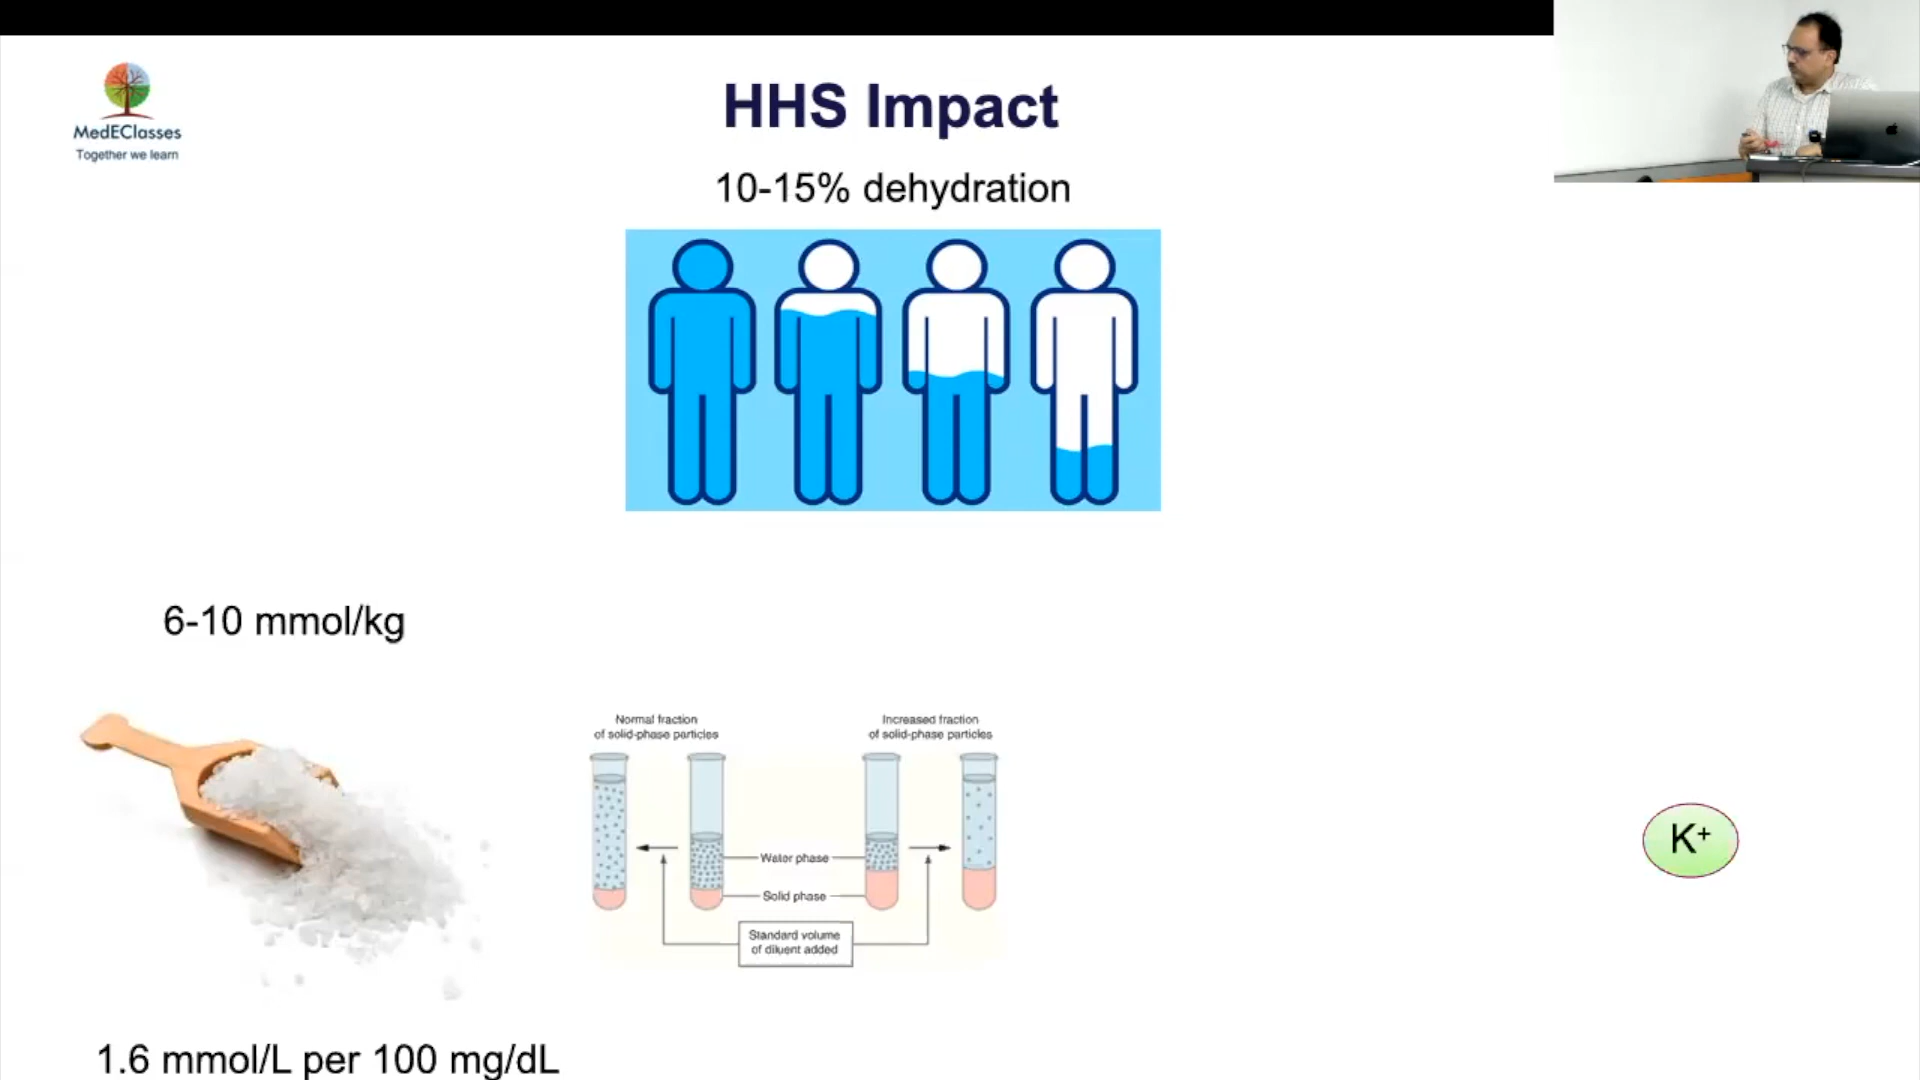 MedEClasses
Together we learn
HHS Impact
10-15% dehydration
6-10 mmol/kg
Normal fraction
of solid-phase particles
Increased fraction
of solid-phase particles
Water phase
Solid phase
Standard volume
of diluent added
K⁺
1.6 mmol/L per 100 mg/dL